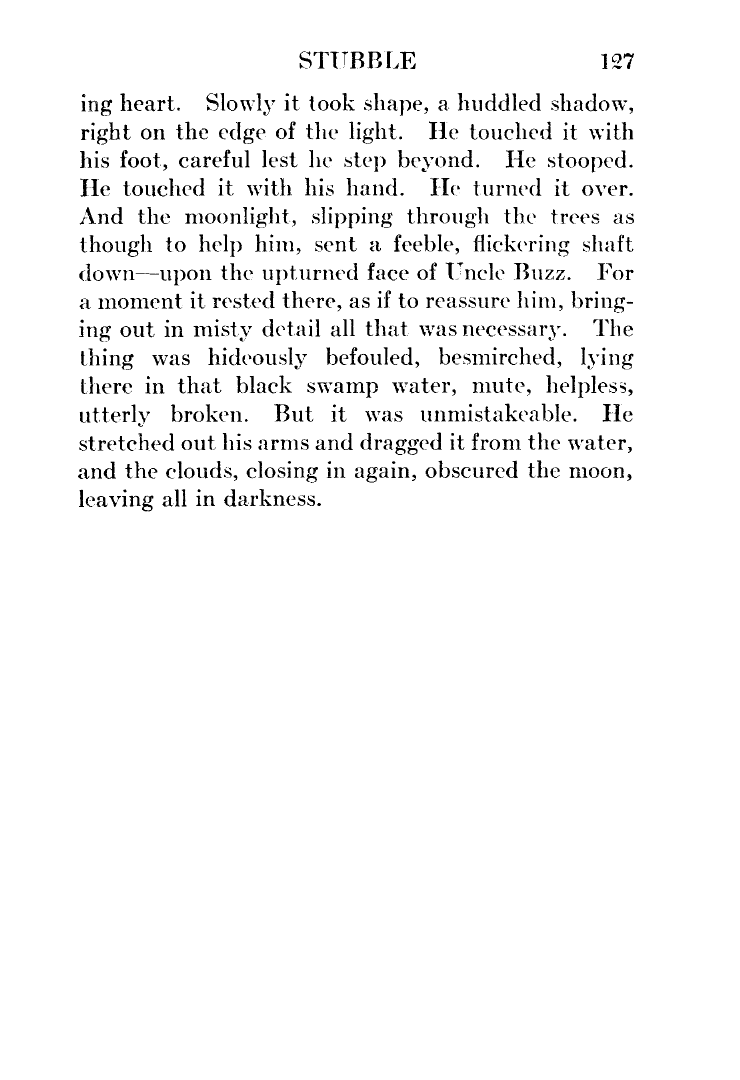 STUBBLE 127
ing heart. Slowly it took shape, a huddled shadow,
right on the edge of the light. He touched it with
his foot, careful lest he step beyond. He stooped.
He touched it with his hand. He turned it over.
And the moonlight, slipping through the trees as
though to help him, sent a feeble, flickering shaft
down—upon the upturned face of Uncle Buzz. For
a moment it rested there, as if to reassure him, bring-
ing out in misty detail all that was necessary. The
thing was hideously befouled, besmirched, lying
there in that black swamp water, mute, helpless,
utterly broken. But it was unmistakeable. He
stretched out his arms and dragged it from the water,
and the clouds, closing in again, obscured the moon,
leaving all in darkness.